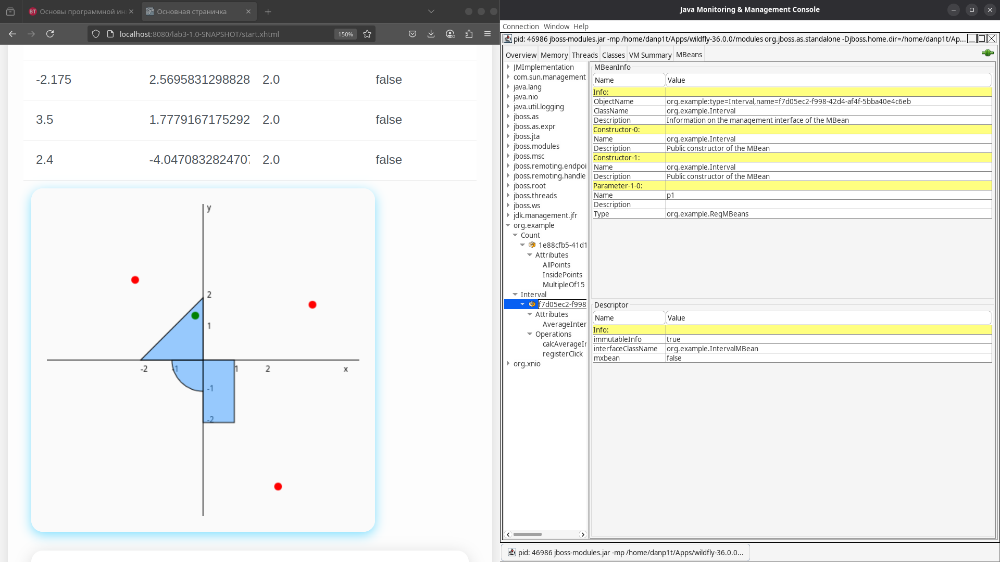 BT Основы программной ин
Основная страничка
localhost:8080/lab3-1.0-SNAPSHOT/start.xhtml
150%
-2.175 2.5695831298828 2.0 false
3.5 1.7779167175292 2.0 false
2.4 -4.0470832824707 2.0 false
y
2
1
-2 -1 1 2 x
-1
-2
Java Monitoring & Management Console
Connection Window Help
pid: 46986 jboss-modules.jar -mp /home/danp1t/Apps/wildfly-36.0.0/modules org.jboss.as.standalone -Djboss.home.dir=/home/danp1t/Ap...
Overview Memory Threads Classes VM Summary MBeans
JMImplementation
com.sun.management
java.lang
java.nio
java.util.logging
jboss.as
jboss.as.expr
jboss.jta
jboss.modules
jboss.msc
jboss.remoting.endpoi
jboss.remoting.handle
jboss.root
jboss.threads
jboss.ws
jdk.management.jfr
org.example
Count
1e88cfb5-41d1
Attributes
AllPoints
InsidePoints
MultipleOf15
Interval
f7d05ec2-f998
Attributes
AverageInter
Operations
calcAverageIn
registerClick
org.xnio
MBeanInfo
Name Value
Info:
ObjectName org.example:type=Interval,name=f7d05ec2-f998-42d4-af4f-5bba40e4c6eb
ClassName org.example.Interval
Description Information on the management interface of the MBean
Constructor-0:
Name org.example.Interval
Description Public constructor of the MBean
Constructor-1:
Name org.example.Interval
Description Public constructor of the MBean
Parameter-1-0:
Name p1
Description
Type org.example.RegMBeans
Descriptor
Name Value
Info:
immutableInfo true
interfaceClassName org.example.IntervalMBean
mxbean false
pid: 46986 jboss-modules.jar -mp /home/danp1t/Apps/wildfly-36.0.0...